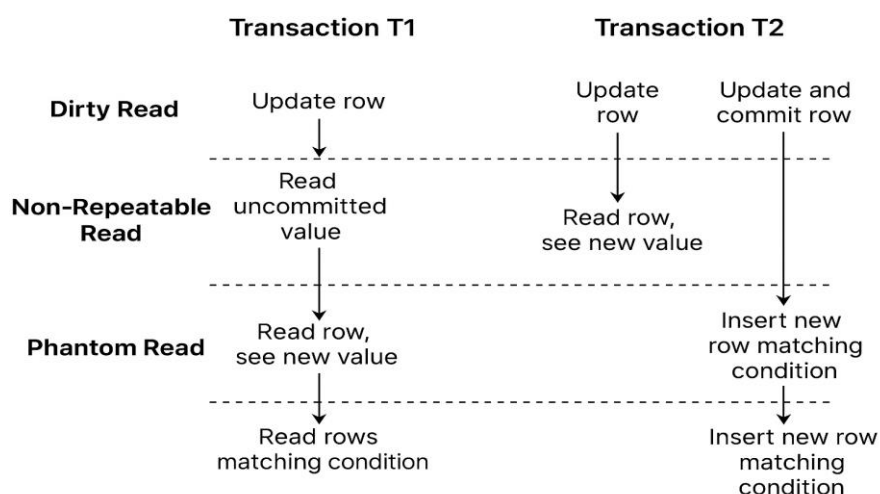 Transaction T1
Transaction T2
Dirty Read
Update row
Update
row
Update and
commit row
Non-Repeatable
Read
Read
uncommitted
value
Read row,
see new value
Phantom Read
Read row,
see new value
Insert new
row matching
condition
Read rows
matching condition
Insert new row
matching
condition